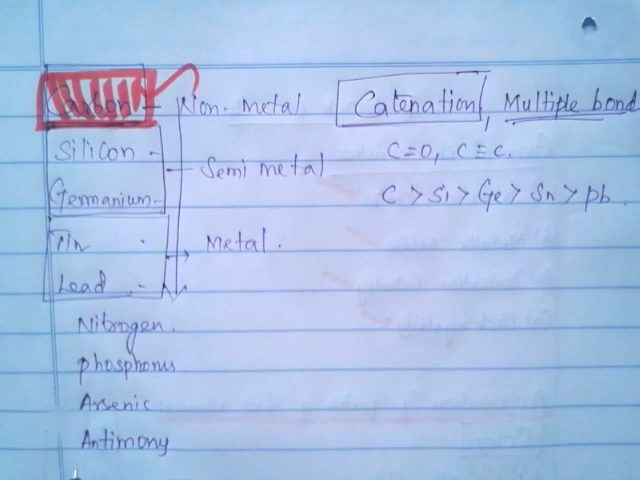 Carbon - Non-metal Catenation, Multiple bond
Silicon - C=O, C≡C.
Semi metal
Germanium - C > Si > Ge > Sn > Pb
Tin - Metal.
Lead -
Nitrogen.
phosphorus
Arsenic
Antimony